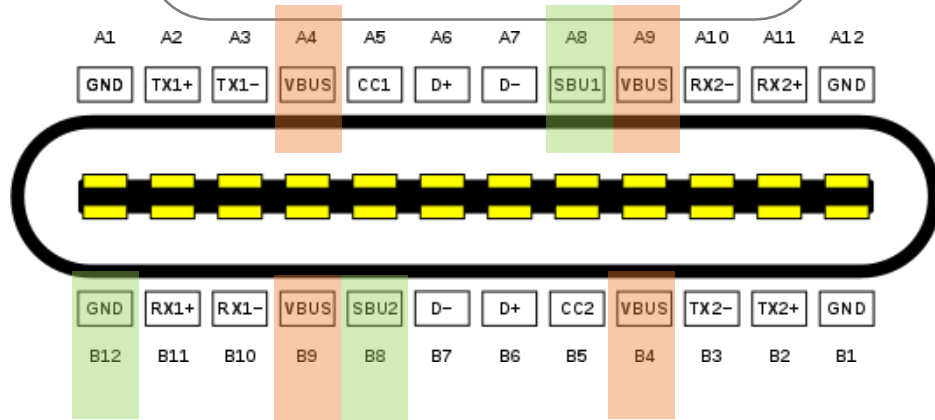 A1 A2 A3 A4 A5 A6 A7 A8 A9 A10 A11 A12
GND TX1+ TX1− VBUS CC1 D+ D− SBU1 VBUS RX2− RX2+ GND
GND RX1+ RX1− VBUS SBU2 D− D+ CC2 VBUS TX2− TX2+ GND
B12 B11 B10 B9 B8 B7 B6 B5 B4 B3 B2 B1